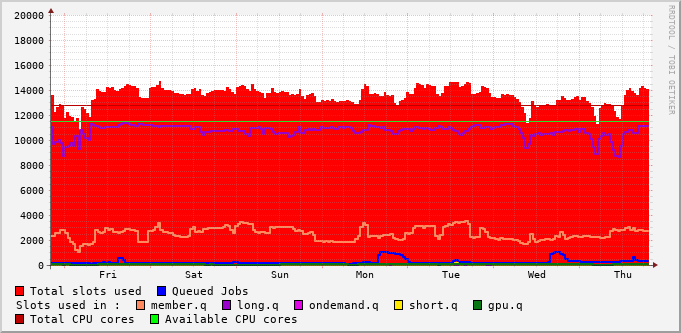 20000
18000
16000
14000
12000
10000
8000
6000
4000
2000
0
Fri Sat Sun Mon Tue Wed Thu
RRDTOOL / TOBI OETIKER
Total slots used Queued Jobs
Slots used in : member.q long.q ondemand.q short.q gpu.q
Total CPU cores Available CPU cores